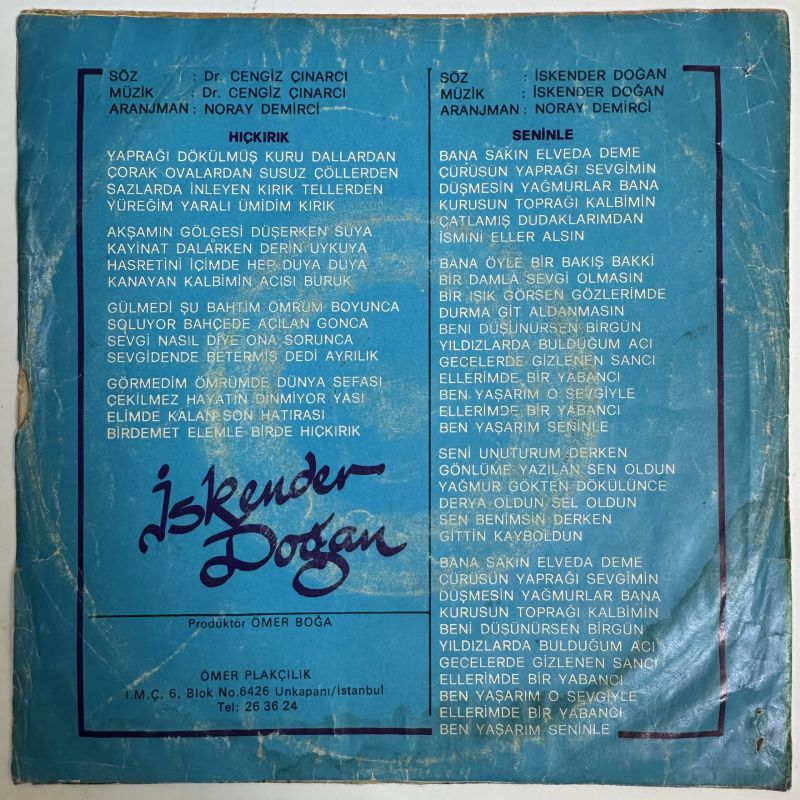 SÖZ : Dr. CENGİZ ÇINARCI
MÜZİK : Dr. CENGİZ ÇINARCI
ARANJMAN : NORAY DEMİRCİ
HIÇKIRIK
YAPRAĞI DÖKÜLMÜŞ KURU DALLARDAN
ÇORAK OVALARDAN SUSUZ ÇÖLLERDEN
SAZLARDA İNLEYEN KIRIK TELLERDEN
YÜREĞİM YARALI ÜMİDİM KIRIK
AKŞAMIN GÖLGESİ DÜŞERKEN SUYA
KAYİNAT DALARKEN DERİN UYKUYA
HASRETİNİ İÇİMDE HEP DUYA DUYA
KANAYAN KALBİMİN ACISI BURUK
GÜLMEDİ ŞU BAHTIM ÖMRÜM BOYUNCA
SOLUYOR BAHÇEDE AÇILAN GONCA
SEVGİ NASIL DİYE ONA SORUNCA
SEVGİDENDE BETERMİŞ DEDİ AYRILIK
GÖRMEDİM ÖMRÜMDE DÜNYA SEFASI
ÇEKİLMEZ HAYATIN DİNMİYOR YASI
ELİMDE KALAN SON HATIRASI
BİRDEMET ELEMLE BİRDE HIÇKIRIK
İskender
Doğan
Prodüktör ÖMER BOĞA
ÖMER PLAKÇILIK
İ.M.Ç. 6. Blok No.6426 Unkapanı/İstanbul
Tel: 26 36 24
SÖZ : İSKENDER DOĞAN
MÜZİK : İSKENDER DOĞAN
ARANJMAN : NORAY DEMİRCİ
SENİNLE
BANA SAKIN ELVEDA DEME
ÇÜRÜSÜN YAPRAĞI SEVGİMİN
DÜŞMESİN YAĞMURLAR BANA
KURUSUN TOPRAĞI KALBİMİN
ÇATLAMIŞ DUDAKLARIMDAN
İSMİNİ ELLER ALSIN
BANA ÖYLE BİR BAKIŞ BAKKİ
BİR DAMLA SEVGİ OLMASIN
BİR IŞIK GÖRSEN GÖZLERİMDE
DURMA GİT ALDANMASIN
BENİ DÜŞÜNÜRSEN BİRGÜN
YILDIZLARDA BULDUĞUM ACI
GECELERDE GİZLENEN SANCI
ELLERİMDE BİR YABANCI
BEN YAŞARIM O SEVGİYLE
ELLERİMDE BİR YABANCI
BEN YAŞARIM SENİNLE
SENİ UNUTURUM DERKEN
GÖNLÜME YAZILAN SEN OLDUN
YAĞMUR GÖKTEN DÖKÜLÜNCE
DERYA OLDUN SEL OLDUN
SEN BENİMSİN DERKEN
GİTTİN KAYBOLDUN
BANA SAKIN ELVEDA DEME
ÇÜRÜSÜN YAPRAĞI SEVGİMİN
DÜŞMESİN YAĞMURLAR BANA
KURUSUN TOPRAĞI KALBİMİN
BENİ DÜŞÜNÜRSEN BİRGÜN
YILDIZLARDA BULDUĞUM ACI
GECELERDE GİZLENEN SANCI
ELLERİMDE BİR YABANCI
BEN YAŞARIM O SEVGİYLE
ELLERİMDE BİR YABANCI
BEN YAŞARIM SENİNLE